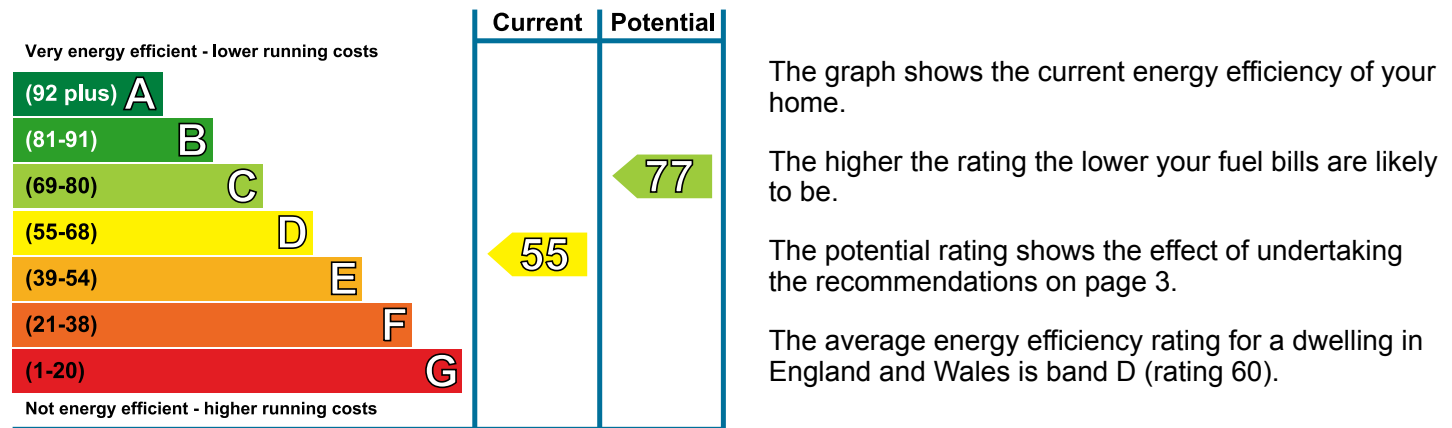 Current Potential
Very energy efficient - lower running costs
(92 plus) A
(81-91) B
(69-80) C
(55-68) D
(39-54) E
(21-38) F
(1-20) G
Not energy efficient - higher running costs
55
77
The graph shows the current energy efficiency of your
home.
The higher the rating the lower your fuel bills are likely
to be.
The potential rating shows the effect of undertaking
the recommendations on page 3.
The average energy efficiency rating for a dwelling in
England and Wales is band D (rating 60).